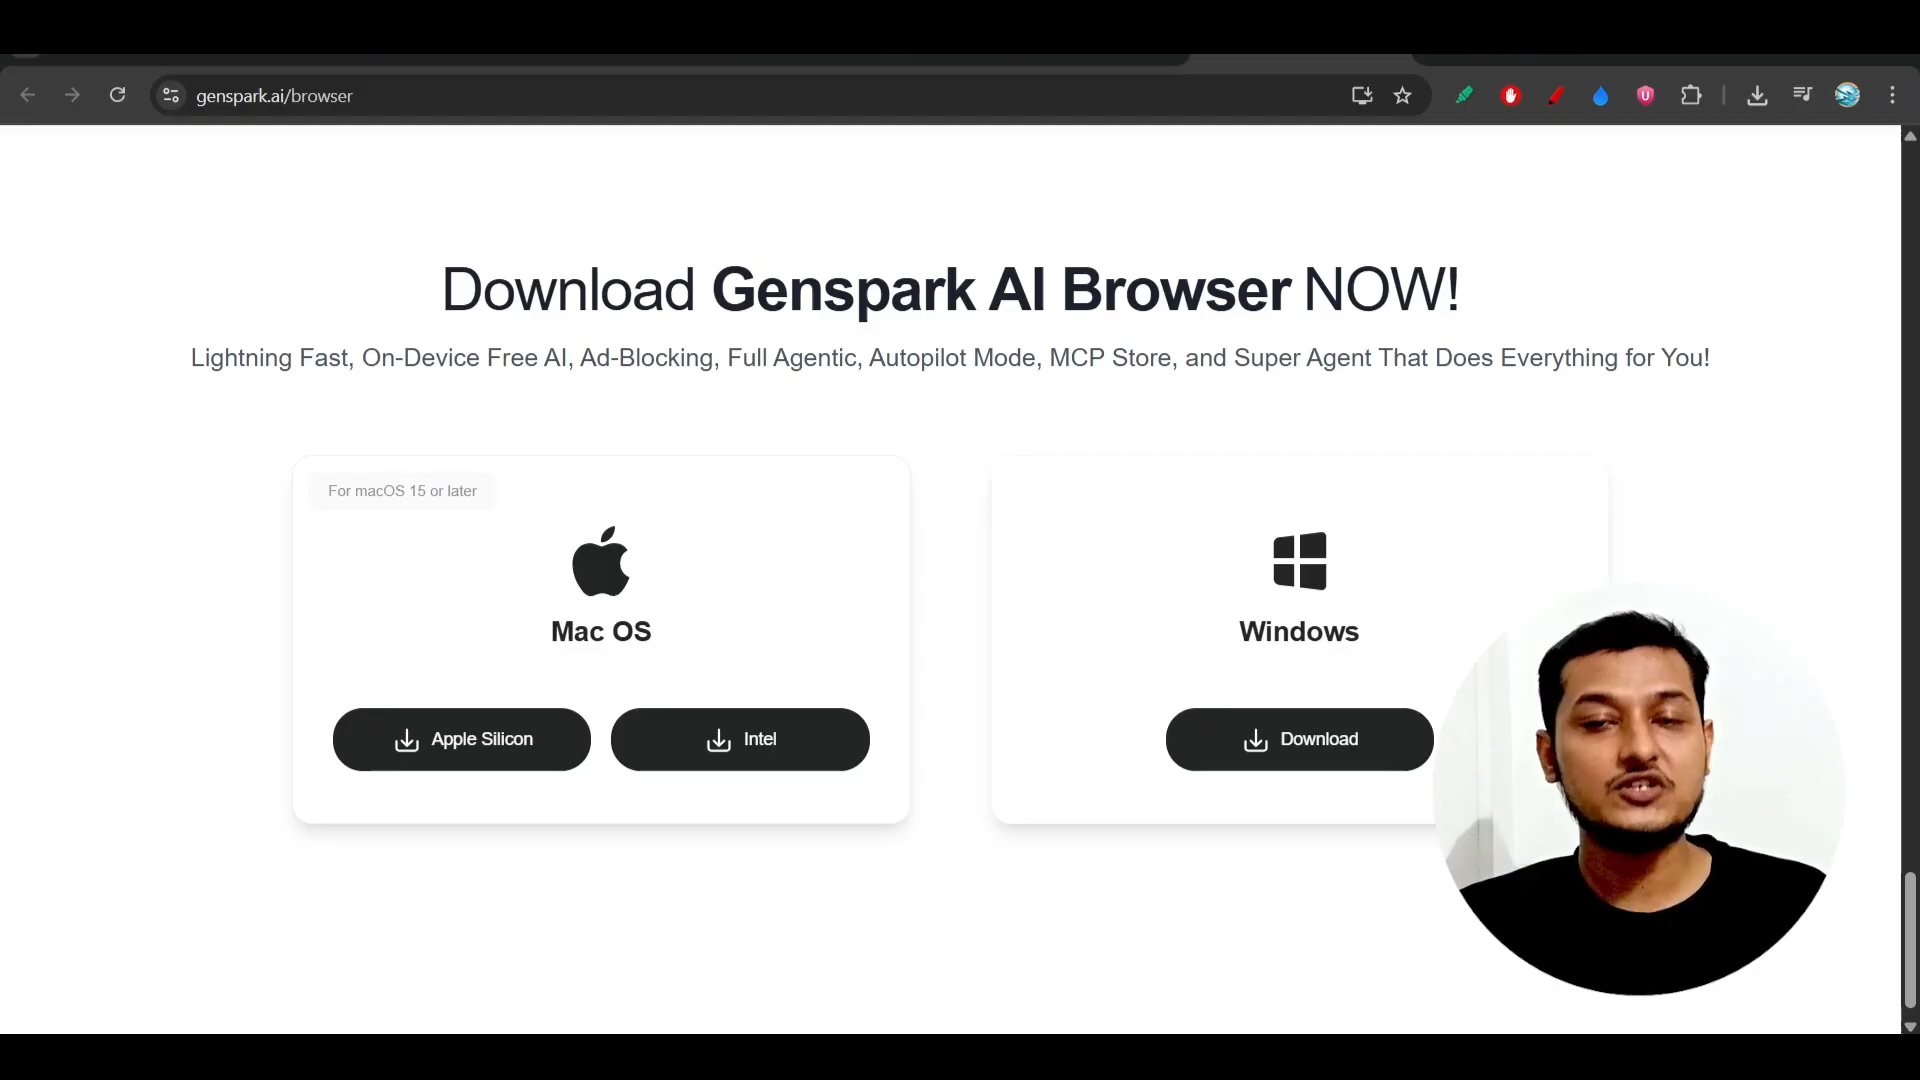 genspark.ai/browser
Download Genspark AI Browser NOW!
Lightning Fast, On-Device Free AI, Ad-Blocking, Full Agentic, Autopilot Mode, MCP Store, and Super Agent That Does Everything for You!
For macOS 15 or later
Mac OS
Apple Silicon
Intel
Windows
Download